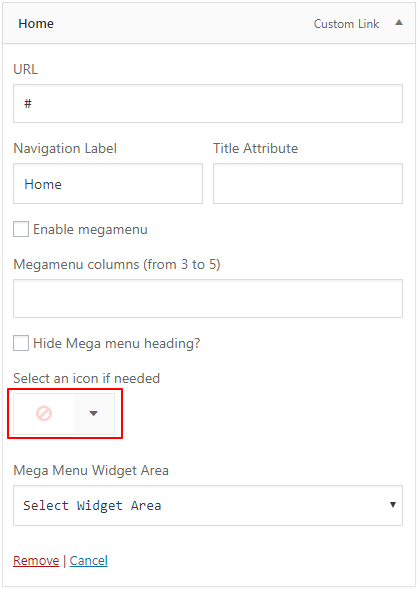 Home Custom Link
URL
#
Navigation Label Title Attribute
Home
Enable megamenu
Megamenu columns (from 3 to 5)
Hide Mega menu heading?
Select an icon if needed
Mega Menu Widget Area
Select Widget Area
Remove | Cancel